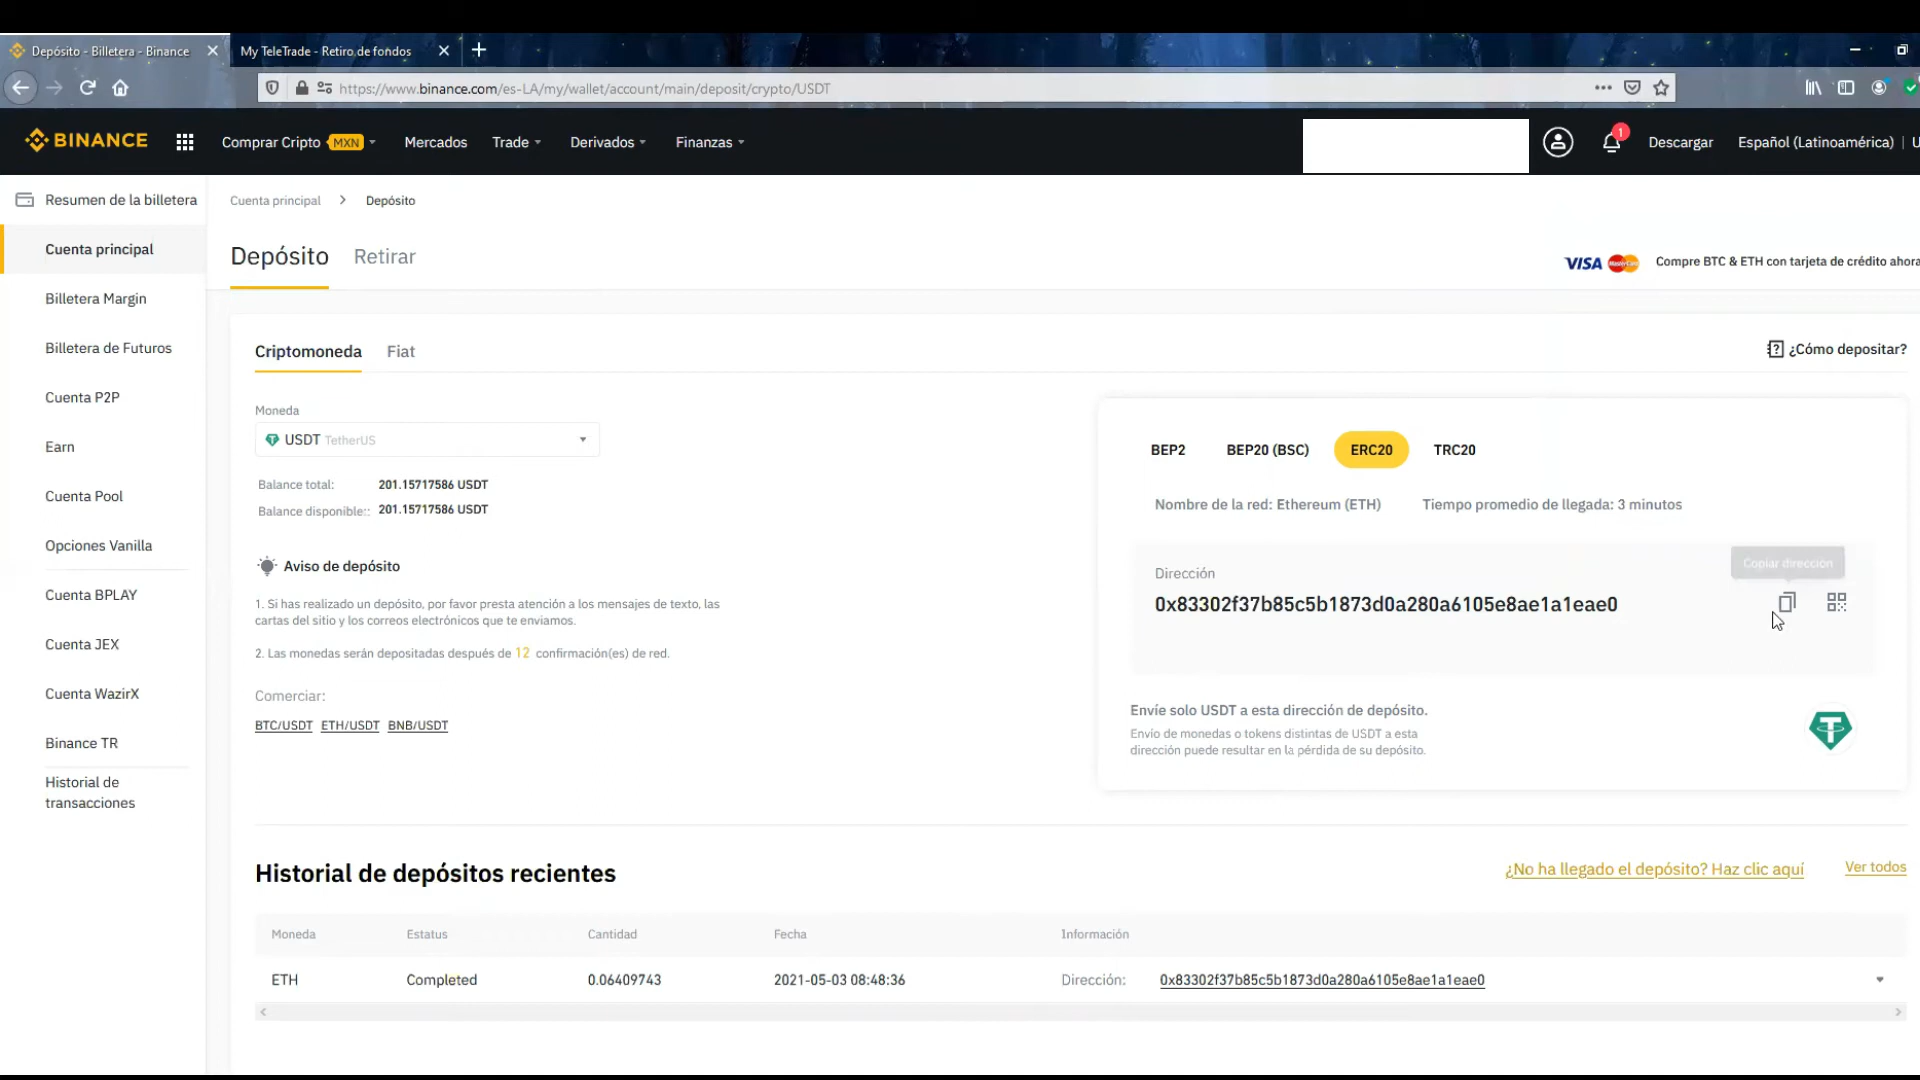 Depósito - Billetera - Binance
My TeleTrade - Retiro de fondos
https://www.binance.com/es-LA/my/wallet/account/main/deposit/crypto/USDT
BINANCE
Comprar Cripto MXN
Mercados
Trade
Derivados
Finanzas
1
Descargar
Español (Latinoamérica)
Resumen de la billetera
Cuenta principal
Billetera Margin
Billetera de Futuros
Cuenta P2P
Earn
Cuenta Pool
Opciones Vanilla
Cuenta BPLAY
Cuenta JEX
Cuenta WazirX
Binance TR
Historial de
transacciones
Cuenta principal > Depósito
Depósito
Retirar
VISA MasterCard
Compre BTC & ETH con tarjeta de crédito ahora
Criptomoneda
Fiat
¿Cómo depositar?
Moneda
USDT TetherUS
Balance total: 201.15717586 USDT
Balance disponible:: 201.15717586 USDT
Aviso de depósito
1. Si has realizado un depósito, por favor presta atención a los mensajes de texto, las
cartas del sitio y los correos electrónicos que te enviamos.
2. Las monedas serán depositadas después de 12 confirmación(es) de red.
Comerciar:
BTC/USDT ETH/USDT BNB/USDT
BEP2
BEP20 (BSC)
ERC20
TRC20
Nombre de la red: Ethereum (ETH)
Tiempo promedio de llegada: 3 minutos
Copiar dirección
Dirección
0x83302f37b85c5b1873d0a280a6105e8ae1a1eae0
Envíe solo USDT a esta dirección de depósito.
Envío de monedas o tokens distintas de USDT a esta
dirección puede resultar en la pérdida de su depósito.
Historial de depósitos recientes
¿No ha llegado el depósito? Haz clic aquí
Ver todos
Moneda Estatus Cantidad Fecha Información
ETH Completed 0.06409743 2021-05-03 08:48:36 Dirección: 0x83302f37b85c5b1873d0a280a6105e8ae1a1eae0